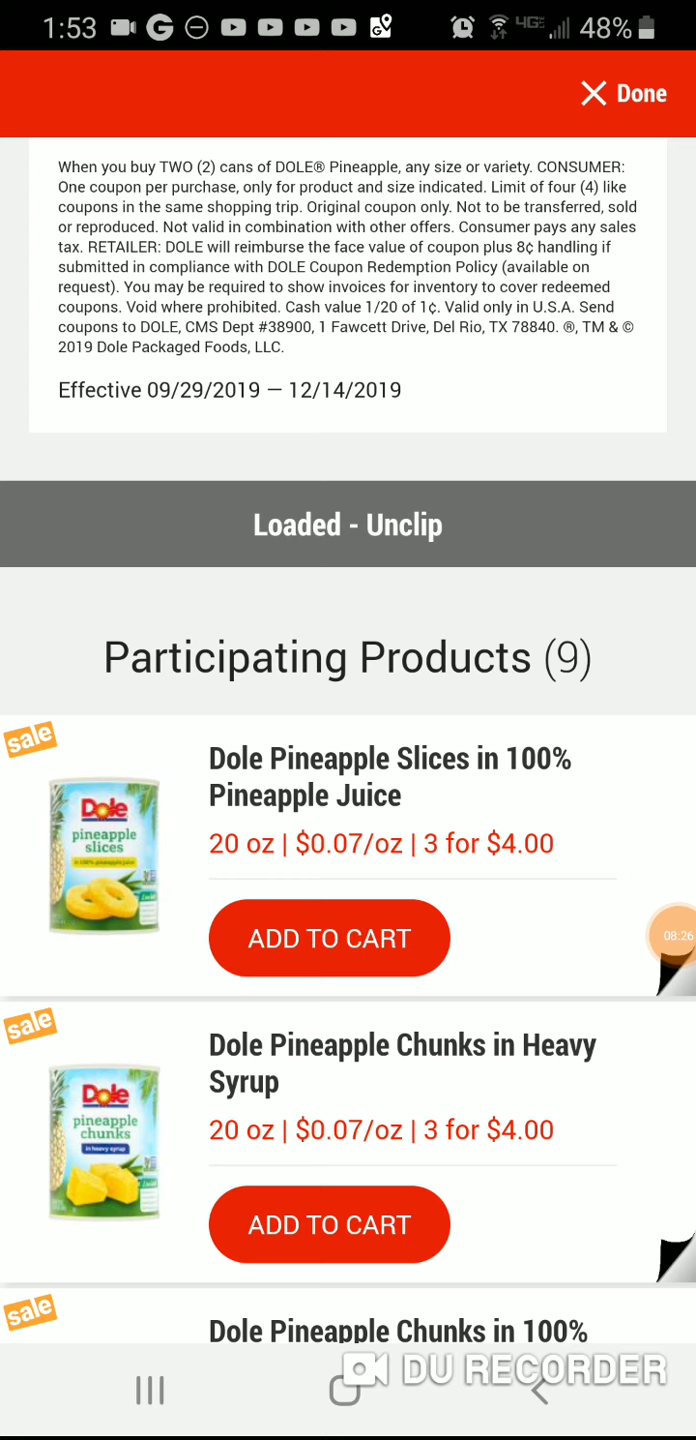 1:53 4GE 48%
Done
When you buy TWO (2) cans of DOLE® Pineapple, any size or variety. CONSUMER:
One coupon per purchase, only for product and size indicated. Limit of four (4) like
coupons in the same shopping trip. Original coupon only. Not to be transferred, sold
or reproduced. Not valid in combination with other offers. Consumer pays any sales
tax. RETAILER: DOLE will reimburse the face value of coupon plus 8¢ handling if
submitted in compliance with DOLE Coupon Redemption Policy (available on
request). You may be required to show invoices for inventory to cover redeemed
coupons. Void where prohibited. Cash value 1/20 of 1¢. Valid only in U.S.A. Send
coupons to DOLE, CMS Dept #38900, 1 Fawcett Drive, Del Rio, TX 78840. ®, TM & ©
2019 Dole Packaged Foods, LLC.
Effective 09/29/2019 — 12/14/2019
Loaded - Unclip
Participating Products (9)
sale
Dole Pineapple Slices in 100%
Pineapple Juice
20 oz | $0.07/oz | 3 for $4.00
Dole
pineapple
slices
in 100% pineapple juice
ADD TO CART
08:26
sale
Dole Pineapple Chunks in Heavy
Syrup
20 oz | $0.07/oz | 3 for $4.00
Dole
pineapple
chunks
in heavy syrup
ADD TO CART
sale
Dole Pineapple Chunks in 100%
DU RECORDER